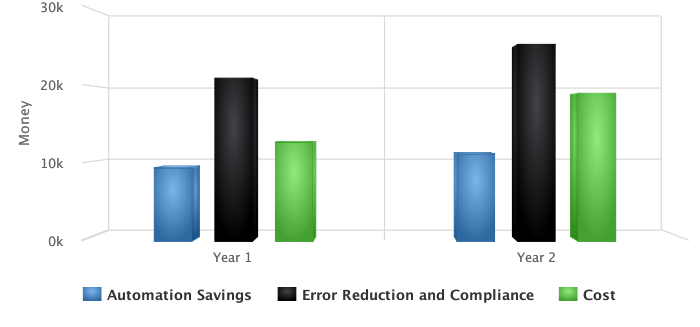 30k
20k
10k
0k
Money
Year 1
Year 2
Automation Savings
Error Reduction and Compliance
Cost